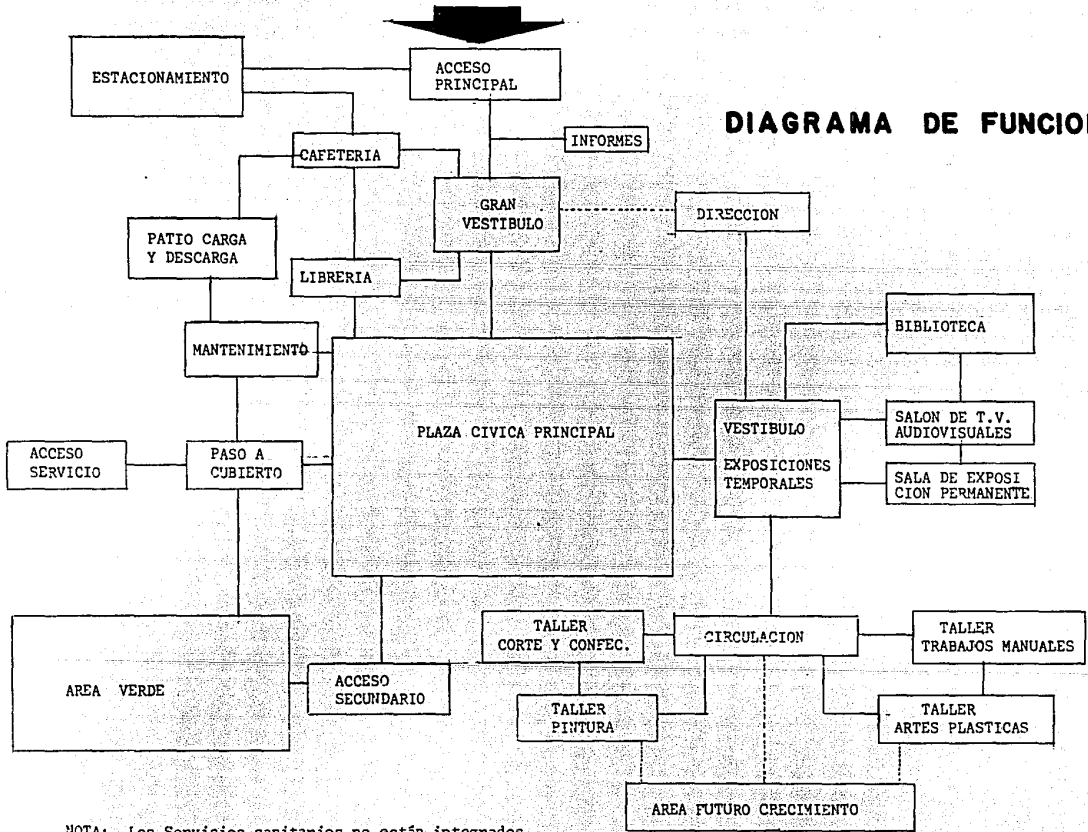 ESTACIONAMIENTO
ACCESO
PRINCIPAL
DIAGRAMA DE FUNCIO
INFORMES
CAFETERIA
GRAN
VESTIBULO
DIRECCION
PATIO CARGA
Y DESCARGA
LIBRERIA
BIBLIOTECA
MANTENIMIENTO
PLAZA CIVICA PRINCIPAL
VESTIBULO
EXPOSICIONES
TEMPORALES
SALON DE T.V.
AUDIOVISUALES
ACCESO
SERVICIO
PASO A
CUBIERTO
SALA DE EXPOSI
CION PERMANENTE
TALLER
CORTE Y CONFEC.
CIRCULACION
TALLER
TRABAJOS MANUALES
AREA VERDE
ACCESO
SECUNDARIO
TALLER
PINTURA
TALLER
ARTES PLASTICAS
AREA FUTURO CRECIMIENTO
NOTA: Los Servicios sanitarios no están integrados